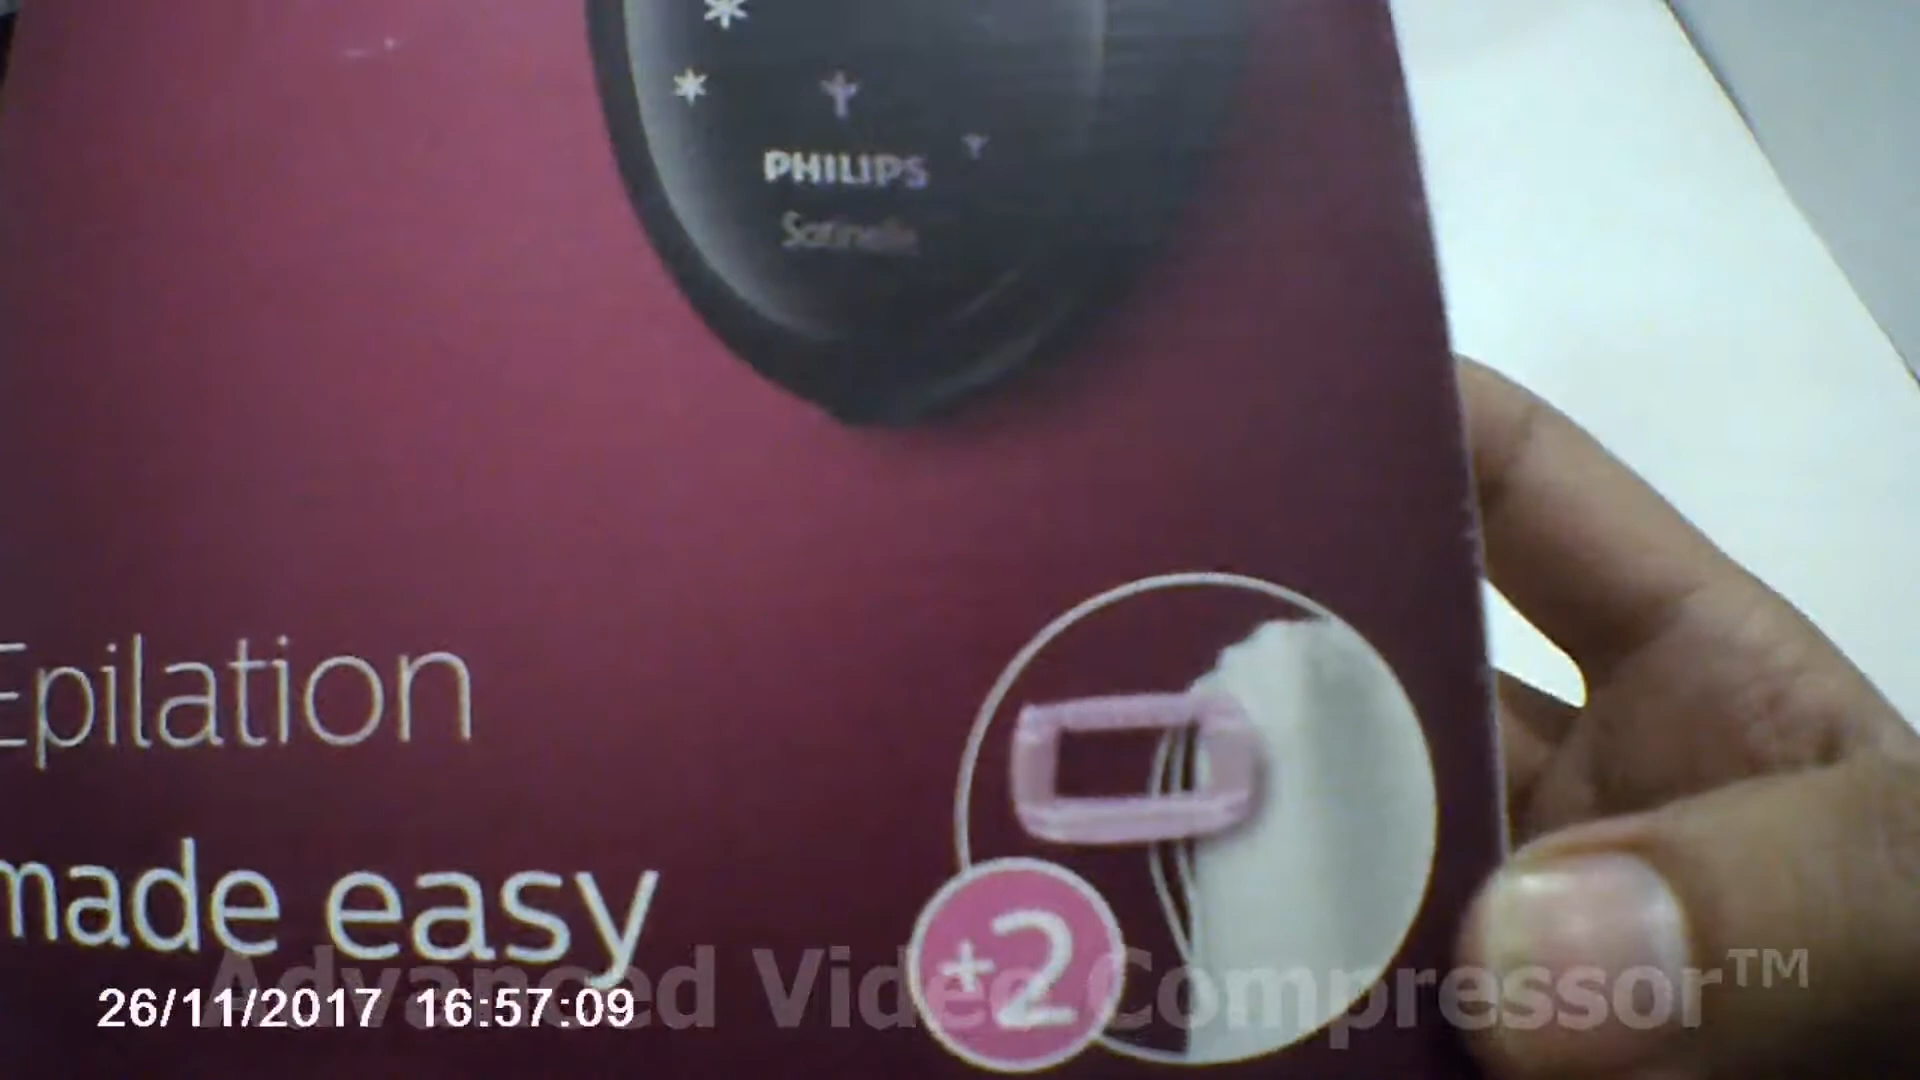 PHILIPS
Satinelle
Epilation
made easy
+2
Advanced Video Compressor™
26/11/2017 16:57:09